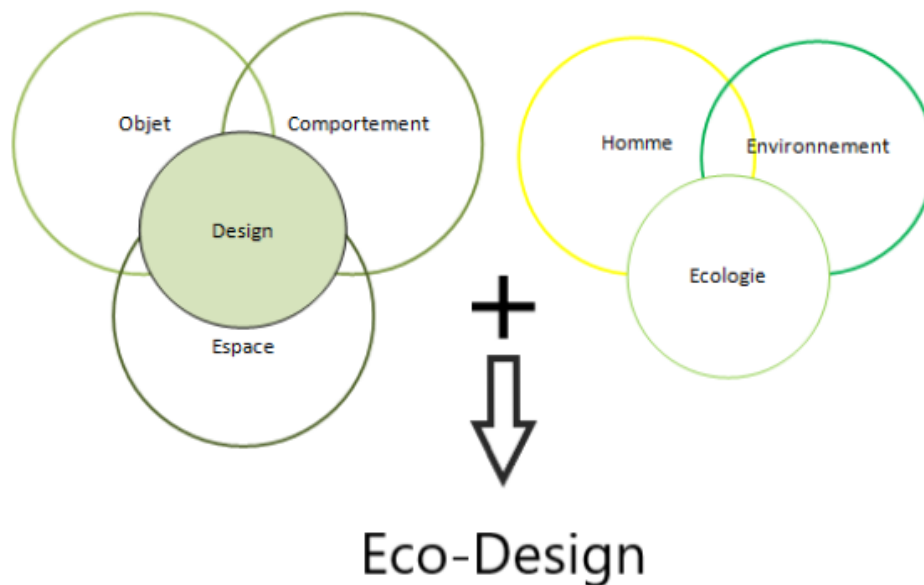 Objet
Comportement
Design
Espace
Homme
Environnement
Ecologie
+
Eco-Design